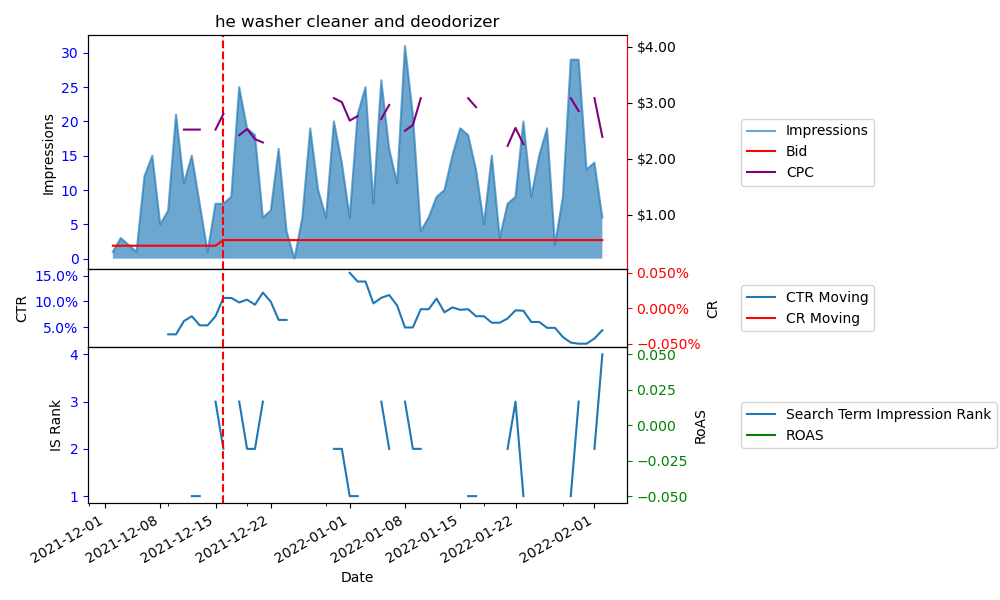 he washer cleaner and deodorizer
Impressions
30
25
20
15
10
5
0
$4.00
$3.00
$2.00
$1.00
Impressions
Bid
CPC
CTR
15.0%
10.0%
5.0%
0.050%
0.000%
−0.050%
CR
CTR Moving
CR Moving
IS Rank
4
3
2
1
0.050
0.025
0.000
−0.025
−0.050
RoAS
Search Term Impression Rank
ROAS
2021-12-01
2021-12-08
2021-12-15
2021-12-22
2022-01-01
2022-01-08
2022-01-15
2022-01-22
2022-02-01
Date